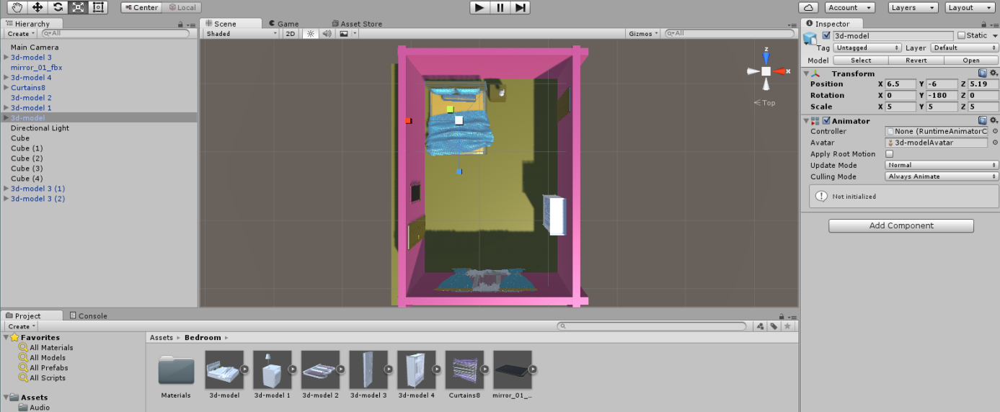 Center Local Account Layers Layout
Hierarchy
Create All
Main Camera
3d-model 3
mirror_01_fbx
3d-model 4
Curtains8
3d-model 2
3d-model 1
3d-model
Directional Light
Cube
Cube (1)
Cube (2)
Cube (3)
Cube (4)
3d-model 3 (1)
3d-model 3 (2)
Scene Game Asset Store
Shaded 2D Gizmos All
z
x
Top
Inspector
3d-model Static
Tag Untagged Layer Default
Model Select Revert Open
Transform
Position X 6.5 Y -6 Z 5.19
Rotation X 0 Y -180 Z 0
Scale X 5 Y 5 Z 5
Animator
Controller None (RuntimeAnimatorC
Avatar 3d-modelAvatar
Apply Root Motion
Update Mode Normal
Culling Mode Always Animate
Not initialized
Add Component
Project Console
Create
Favorites
All Materials
All Models
All Prefabs
All Scripts
Assets
Audio
Assets Bedroom
Materials 3d-model 3d-model 1 3d-model 2 3d-model 3 3d-model 4 Curtains8 mirror_01_...